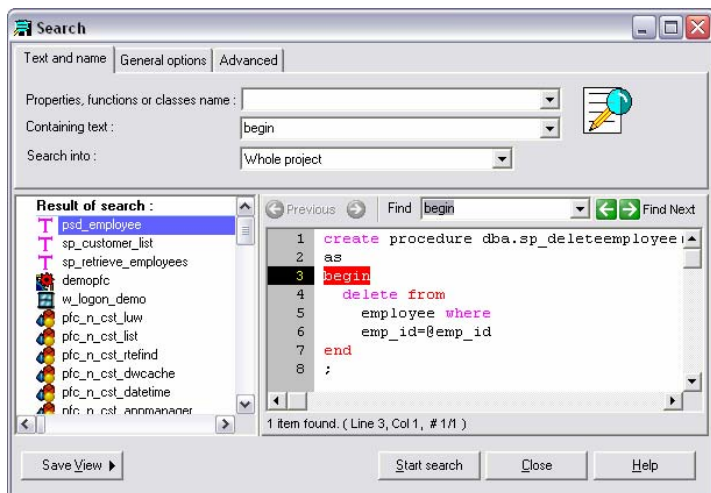 Search
Text and name General options Advanced
Properties, functions or classes name :
Containing text : begin
Search into : Whole project
Result of search :
psd_employee
sp_customer_list
sp_retrieve_employees
demopfc
w_logon_demo
pfc_n_cst_luw
pfc_n_cst_list
pfc_n_cst_rtefind
pfc_n_cst_dwcache
pfc_n_cst_datetime
pfc_n_cst_appmanager
Previous Find begin Find Next
1 create procedure dba.sp_deleteemployee
2 as
3 begin
4 delete from
5 employee where
6 emp_id=@emp_id
7 end
8 ;
1 item found. ( Line 3, Col 1, # 1/1 )
Save View Start search Close Help